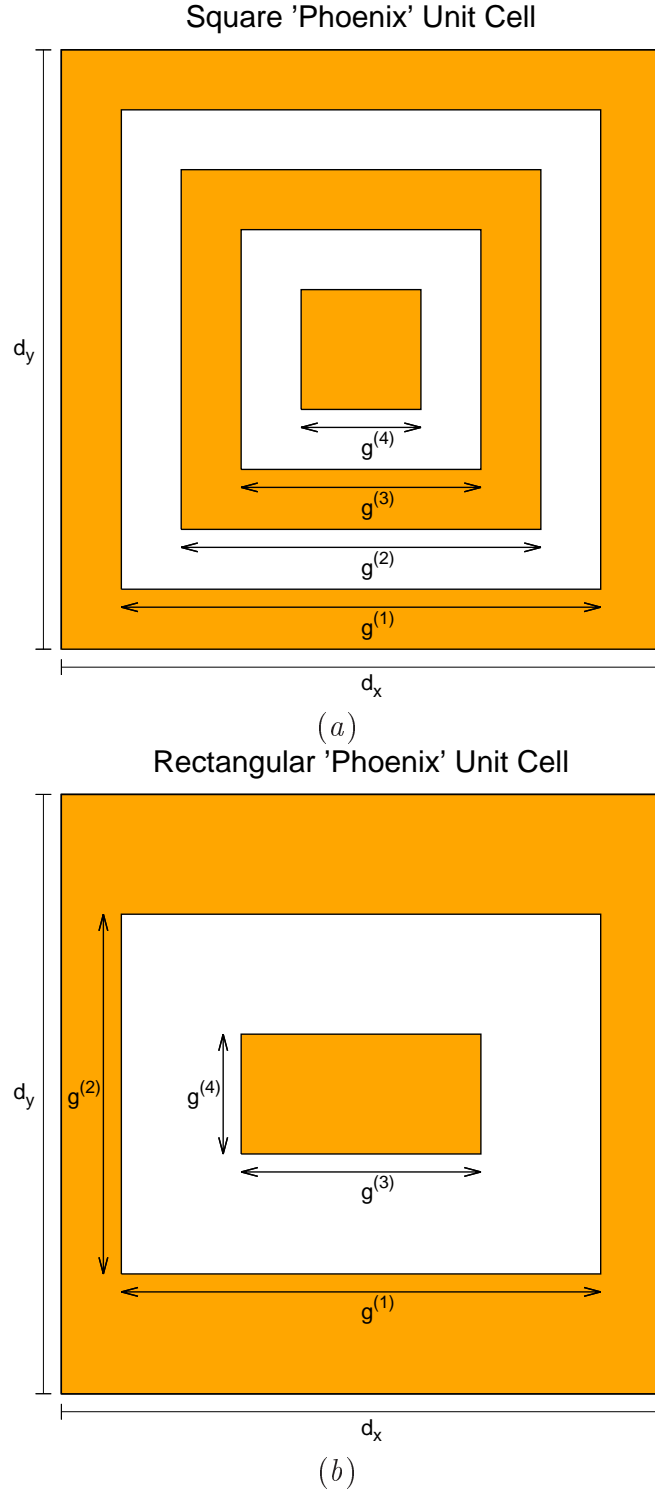 Square 'Phoenix' Unit Cell
d_y
g^(4)
g^(3)
g^(2)
g^(1)
d_x
(a)
Rectangular 'Phoenix' Unit Cell
d_y
g^(2)
g^(4)
g^(3)
g^(1)
d_x
(b)